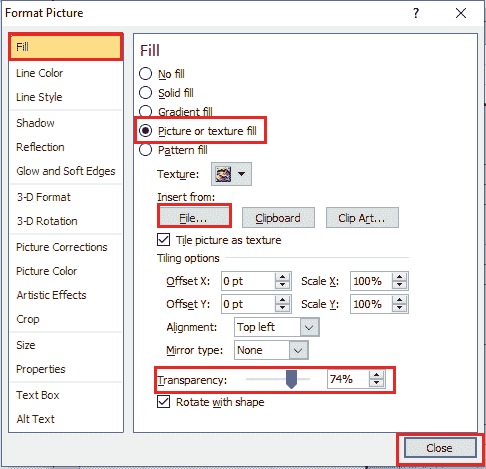 Format Picture
?
Fill
Line Color
Line Style
Shadow
Reflection
Glow and Soft Edges
3-D Format
3-D Rotation
Picture Corrections
Picture Color
Artistic Effects
Crop
Size
Properties
Text Box
Alt Text
Fill
No fill
Solid fill
Gradient fill
Picture or texture fill
Pattern fill
Texture:
Insert from:
File... Clipboard Clip Art...
Tile picture as texture
Tiling options
Offset X: 0 pt Scale X: 100%
Offset Y: 0 pt Scale Y: 100%
Alignment: Top left
Mirror type: None
Transparency: 74%
Rotate with shape
Close